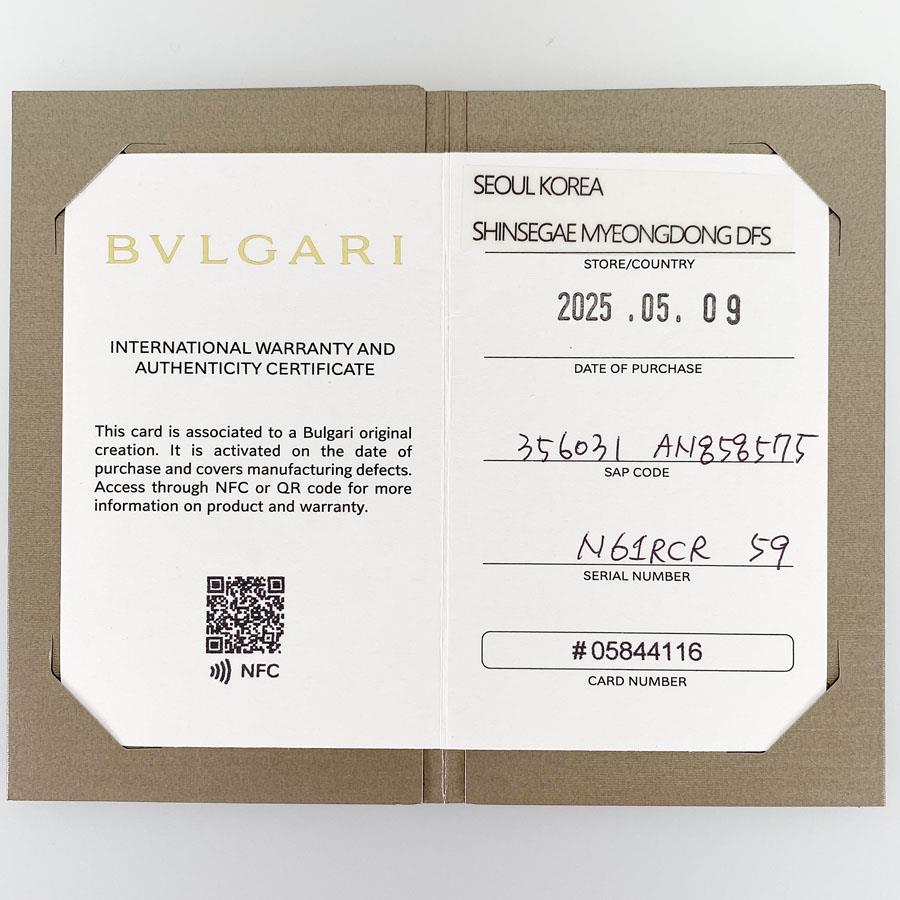 BVLGARI
INTERNATIONAL WARRANTY AND
AUTHENTICITY CERTIFICATE
This card is associated to a Bulgari original
creation. It is activated on the date of
purchase and covers manufacturing defects.
Access through NFC or QR code for more
information on product and warranty.
NFC
SEOUL KOREA
SHINSEGAE MYEONGDONG DFS
STORE/COUNTRY
2025 .05. 09
DATE OF PURCHASE
356031 AN858575
SAP CODE
N61RCR 59
SERIAL NUMBER
#05844116
CARD NUMBER